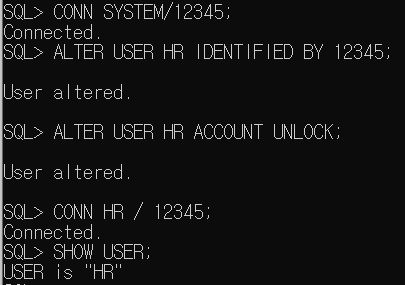 SQL> CONN SYSTEM/12345;
Connected.
SQL> ALTER USER HR IDENTIFIED BY 12345;
User altered.
SQL> ALTER USER HR ACCOUNT UNLOCK;
User altered.
SQL> CONN HR / 12345;
Connected.
SQL> SHOW USER;
USER is "HR"